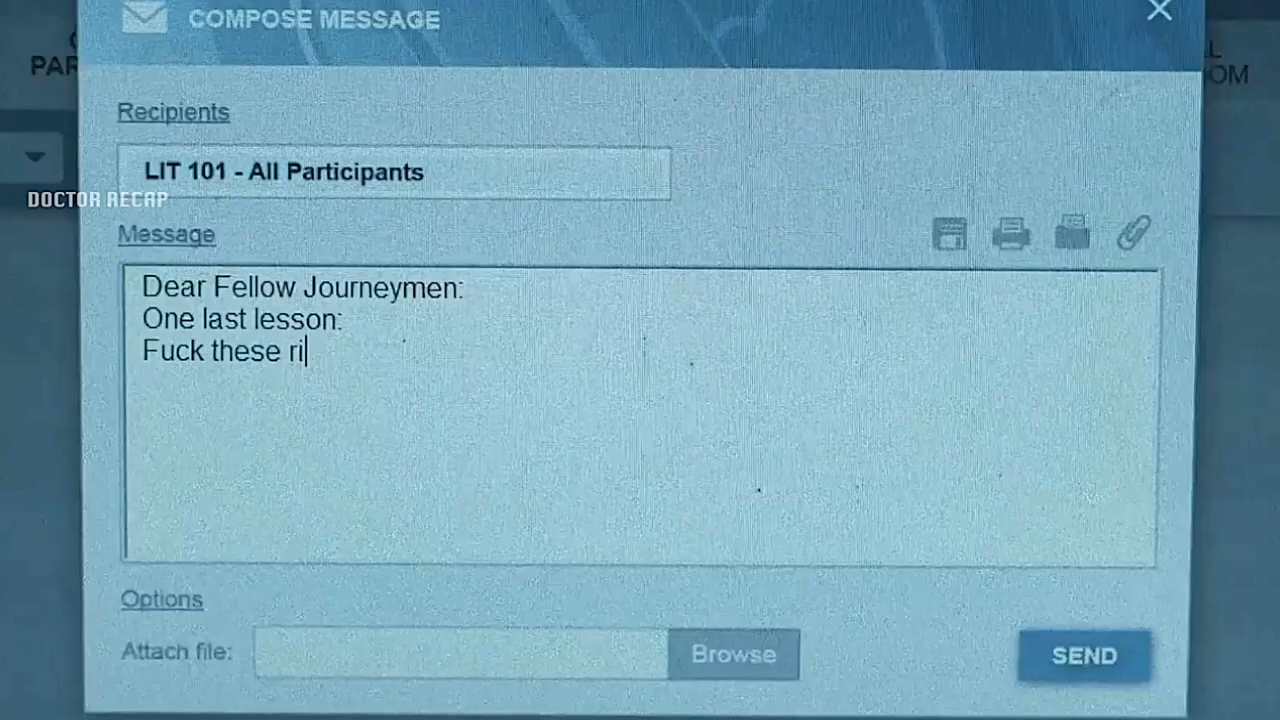 COMPOSE MESSAGE
Recipients
LIT 101 - All Participants
DOCTOR RECAP
Message
Dear Fellow Journeymen:
One last lesson:
Fuck these ri
Options
Attach file:
Browse
SEND